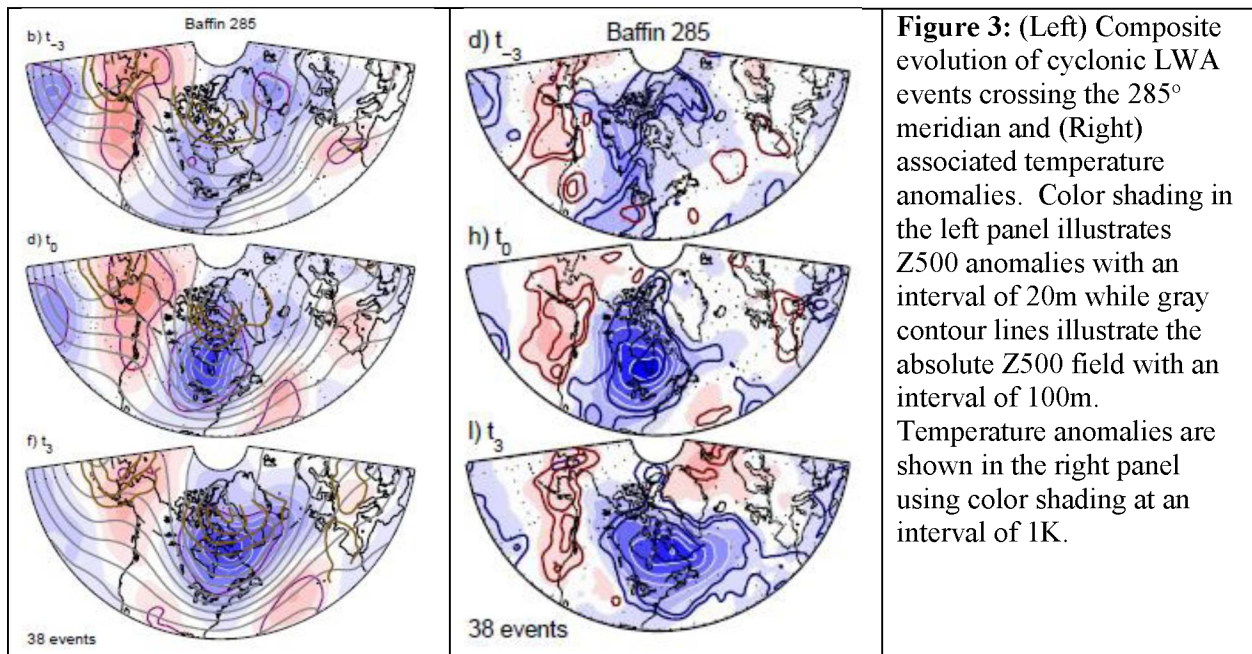 Baffin 285
b) t–3
d) t0
f) t3
38 events
Baffin 285
d) t–3
h) t0
l) t3
38 events
Figure 3: (Left) Composite
evolution of cyclonic LWA
events crossing the 285o
meridian and (Right)
associated temperature
anomalies. Color shading in
the left panel illustrates
Z500 anomalies with an
interval of 20m while gray
contour lines illustrate the
absolute Z500 field with an
interval of 100m.
Temperature anomalies are
shown in the right panel
using color shading at an
interval of 1K.